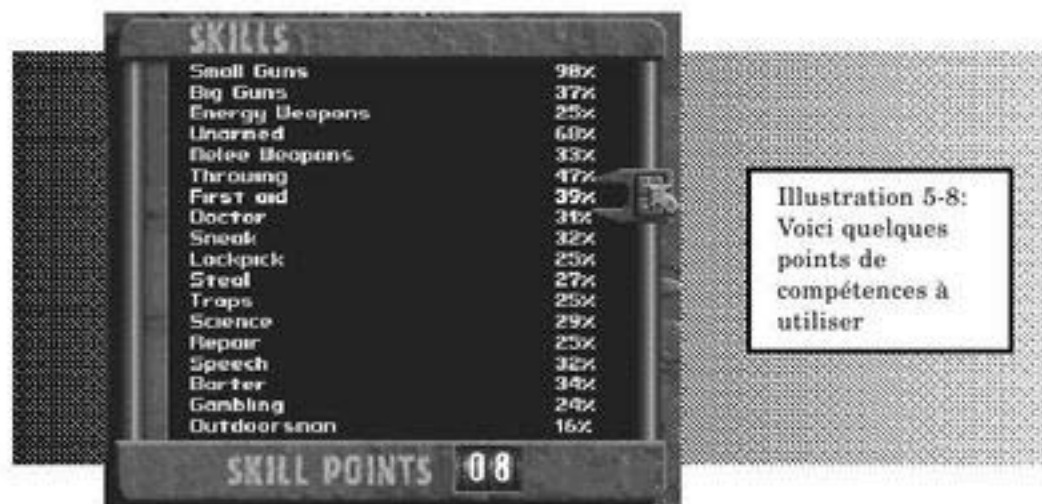 SKILLS
Small Guns 98%
Big Guns 37%
Energy Weapons 25%
Unarmed 60%
Melee Weapons 33%
Throwing 47%
First aid 39%
Doctor 31%
Sneak 32%
Lockpick 25%
Steal 27%
Traps 25%
Science 29%
Repair 25%
Speech 32%
Barter 34%
Gambling 24%
Outdoorsman 16%
SKILL POINTS 08
Illustration 5-8:
Voici quelques
points de
compétences à
utiliser